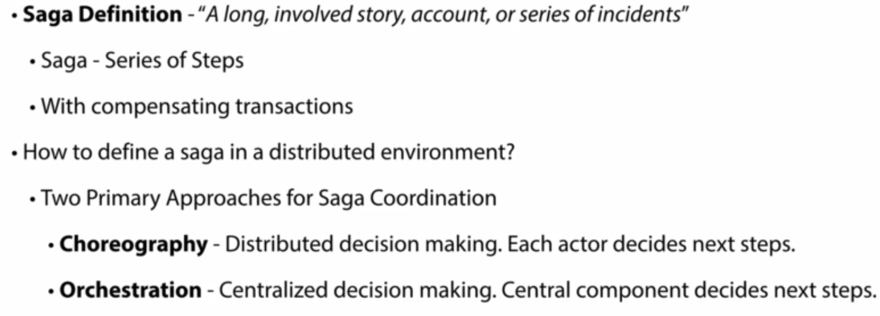 • Saga Definition - “A long, involved story, account, or series of incidents”
• Saga - Series of Steps
• With compensating transactions
• How to define a saga in a distributed environment?
• Two Primary Approaches for Saga Coordination
• Choreography - Distributed decision making. Each actor decides next steps.
• Orchestration - Centralized decision making. Central component decides next steps.